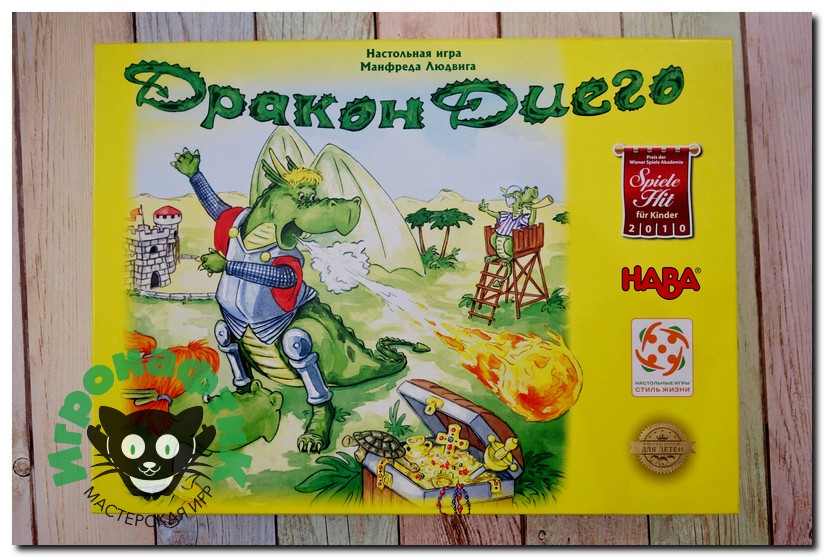 Настольная игра
Манфреда Людвига
Дракон Диего
Preis der
Wiener Spiele Akademie
Spiele
Hit
für Kinder
2010
HABA®
НАСТОЛЬНЫЕ ИГРЫ
СТИЛЬ ЖИЗНИ
ДЛЯ ДЕТЕЙ
Игронафтик
МАСТЕРСКАЯ ИГР